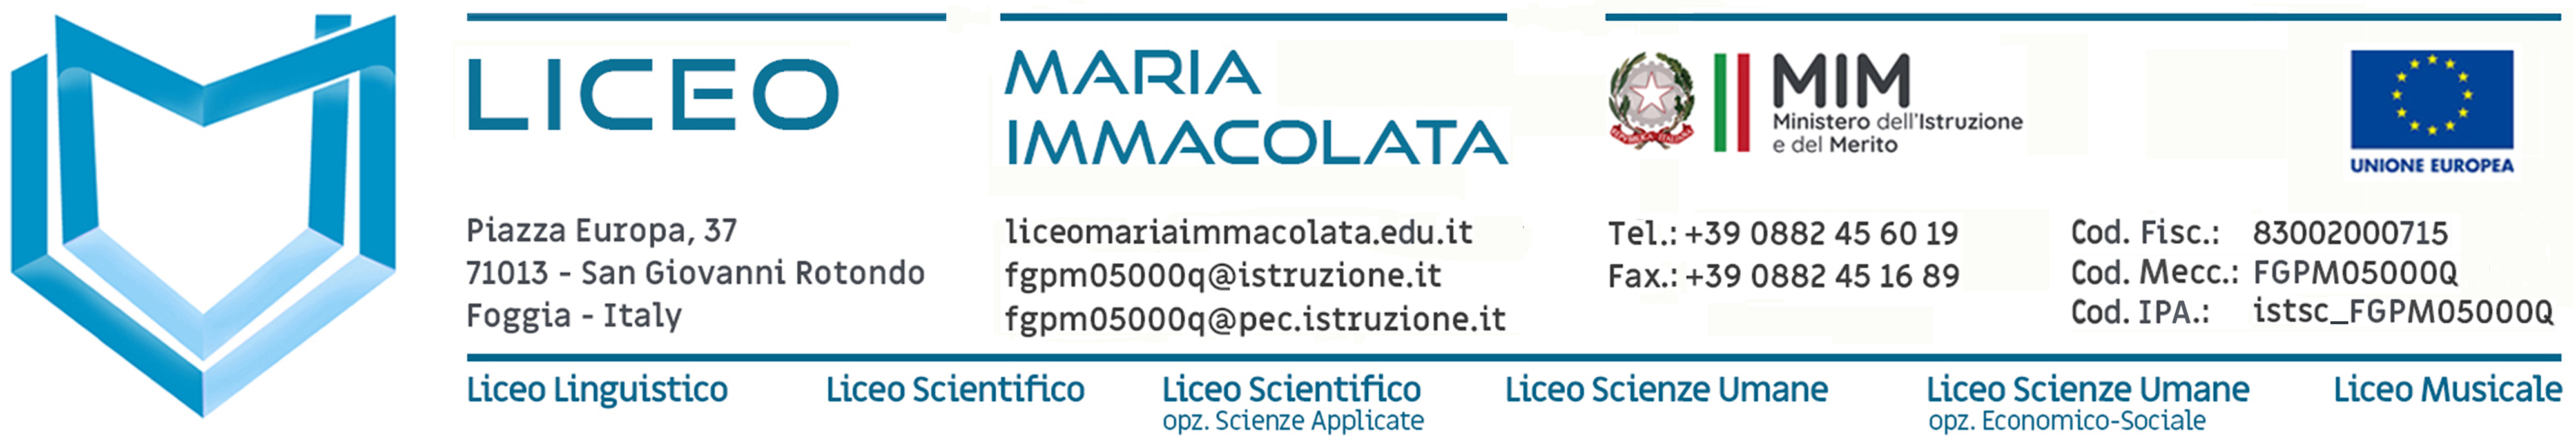 LICEO
MARIA
IMMACOLATA
MIM
Ministero dell'Istruzione
e del Merito
REPVBBLICA ITALIANA
UNIONE EUROPEA
Piazza Europa, 37
71013 - San Giovanni Rotondo
Foggia - Italy
liceomariaimmacolata.edu.it
fgpm05000q@istruzione.it
fgpm05000q@pec.istruzione.it
Tel.: +39 0882 45 60 19
Fax.: +39 0882 45 16 89
Cod. Fisc.: 83002000715
Cod. Mecc.: FGPM05000Q
Cod. IPA.: istsc_FGPM05000Q
Liceo Linguistico
Liceo Scientifico
Liceo Scientifico
opz. Scienze Applicate
Liceo Scienze Umane
Liceo Scienze Umane
opz. Economico-Sociale
Liceo Musicale